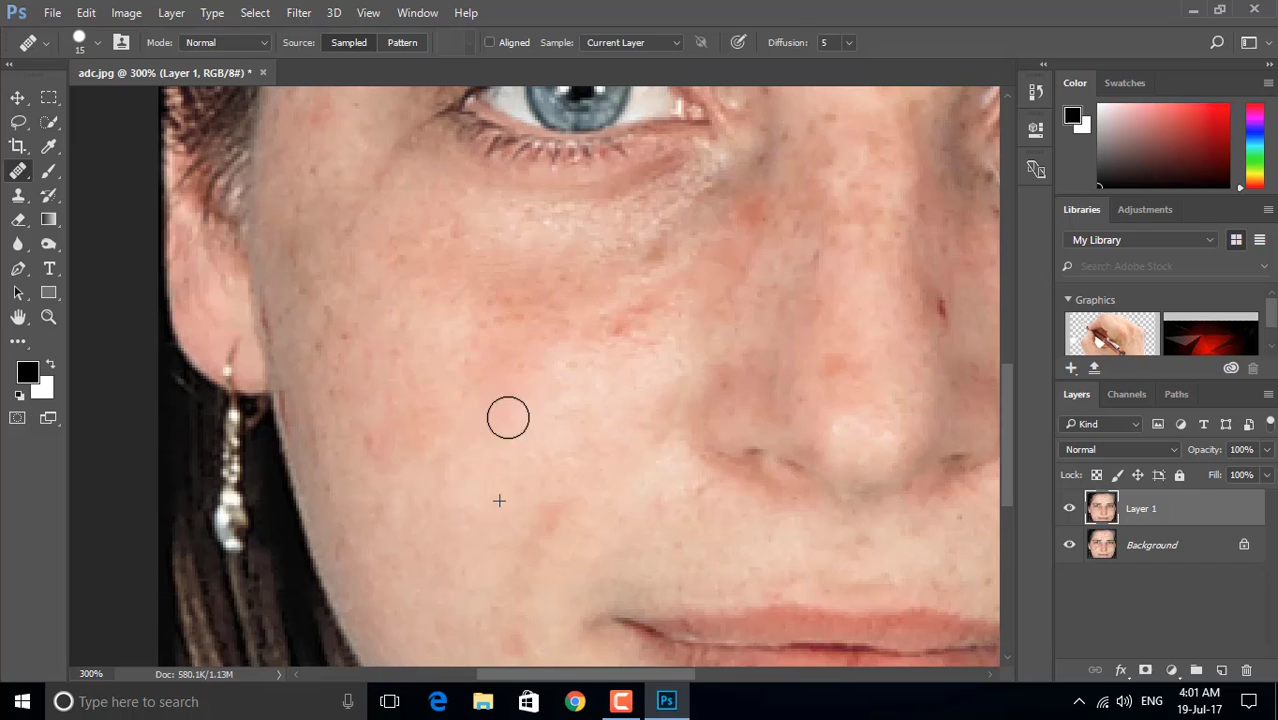 Ps File Edit Image Layer Type Select Filter 3D View Window Help
15 Mode: Normal Source: Sampled Pattern Aligned Sample: Current Layer Diffusion: 5
adc.jpg @ 300% (Layer 1, RGB/8#) *
Color Swatches
Libraries Adjustments
My Library
Search Adobe Stock
Graphics
Layers Channels Paths
Kind
Normal Opacity: 100%
Lock: Fill: 100%
Layer 1
Background
300% Doc: 580.1K/1.13M
Type here to search
Ps
ENG
4:01 AM
19-Jul-17